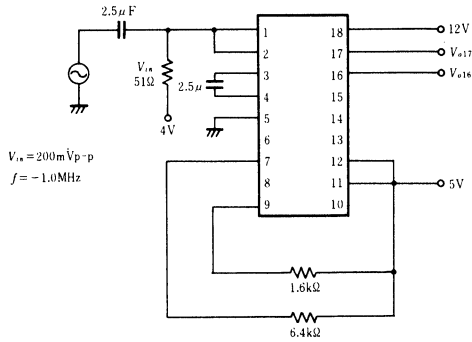 2.5μF
V_in
51Ω
4V
2.5μ
V_in = 200mVp-p
f = −1.0MHz
1
2
3
4
5
6
7
8
9
18
17
16
15
14
13
12
11
10
12V
V_o17
V_o16
5V
1.6kΩ
6.4kΩ